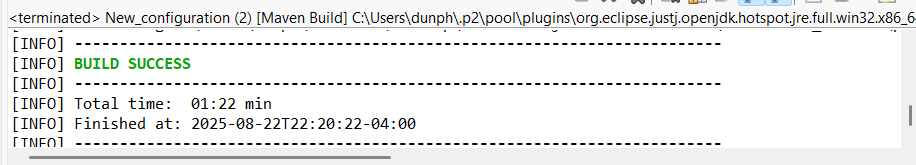 <terminated> New_configuration (2) [Maven Build] C:\Users\dunph\.p2\pool\plugins\org.eclipse.justj.openjdk.hotspot.jre.full.win32.x86_6
[INFO] ------------------------------------------------------------------------
[INFO] BUILD SUCCESS
[INFO] ------------------------------------------------------------------------
[INFO] Total time:  01:22 min
[INFO] Finished at: 2025-08-22T22:20:22-04:00
[INFO] ------------------------------------------------------------------------